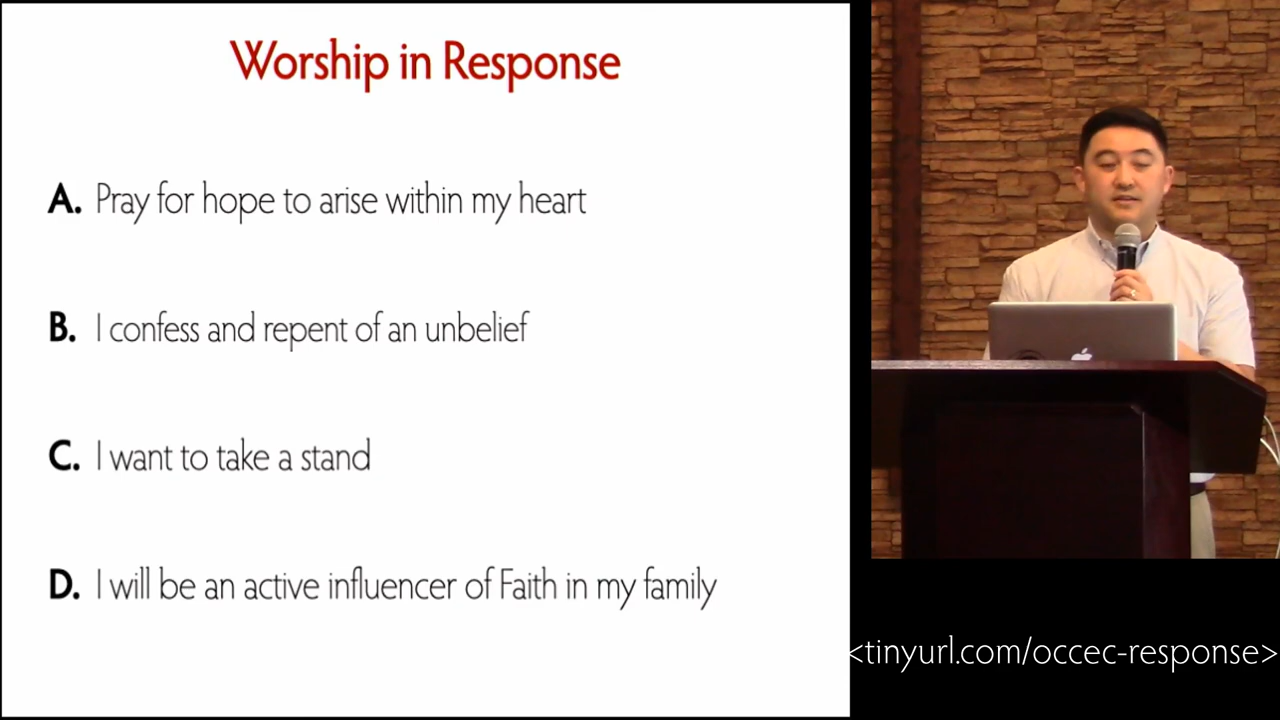 Worship in Response
A. Pray for hope to arise within my heart
B. I confess and repent of an unbelief
C. I want to take a stand
D. I will be an active influencer of Faith in my family
<tinyurl.com/occec-response>